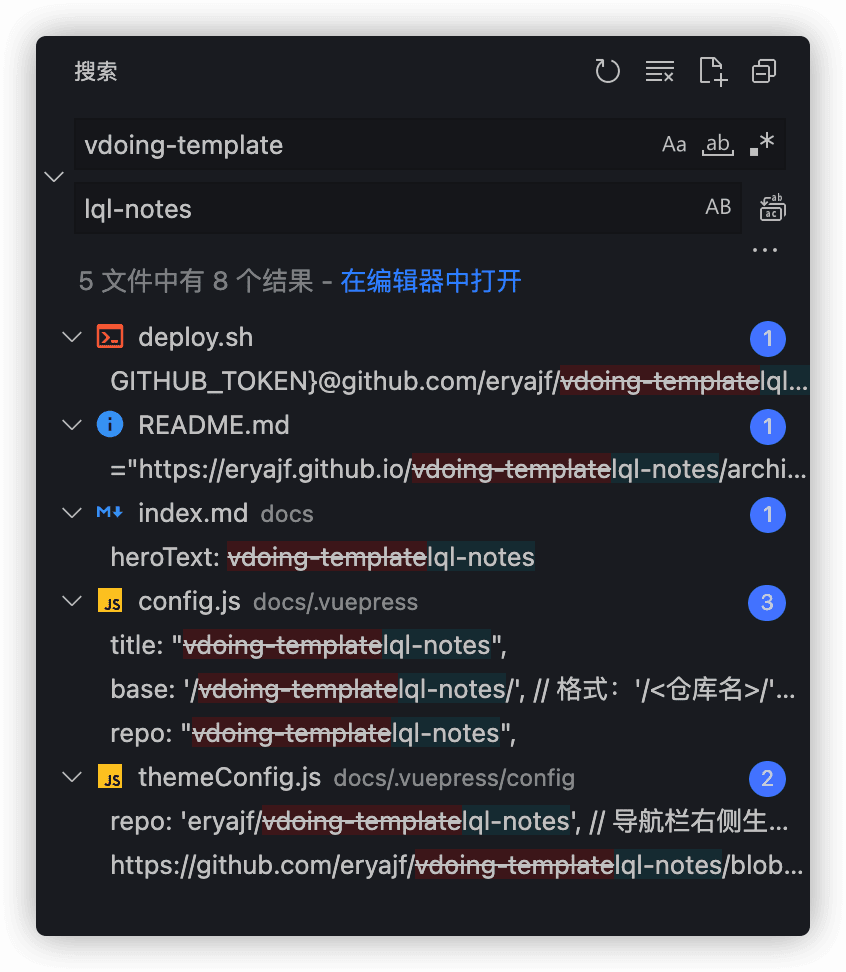 搜索
vdoing-template Aa ab .*
lql-notes AB
5 文件中有 8 个结果 - 在编辑器中打开
deploy.sh 1
GITHUB_TOKEN}@github.com/eryajf/vdoing-templatelql...
README.md 1
="https://eryajf.github.io/vdoing-templatelql-notes/archi...
index.md docs 1
heroText: vdoing-templatelql-notes
JS config.js docs/.vuepress 3
title: "vdoing-templatelql-notes",
base: '/vdoing-templatelql-notes/', // 格式：'/<仓库名>/'...
repo: "vdoing-templatelql-notes",
JS themeConfig.js docs/.vuepress/config 2
repo: 'eryajf/vdoing-templatelql-notes', // 导航栏右侧生...
https://github.com/eryajf/vdoing-templatelql-notes/blob...